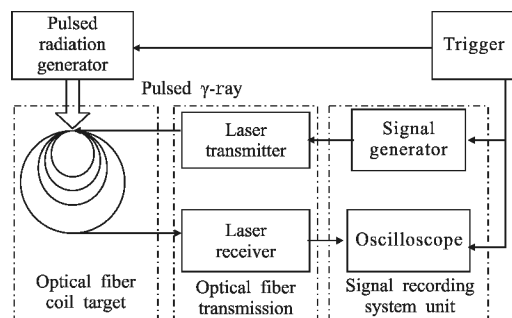 Pulsed
radiation
generator
Trigger
Pulsed γ-ray
Laser
transmitter
Signal
generator
Laser
receiver
Oscilloscope
Optical fiber
coil target
Optical fiber
transmission
Signal recording
system unit